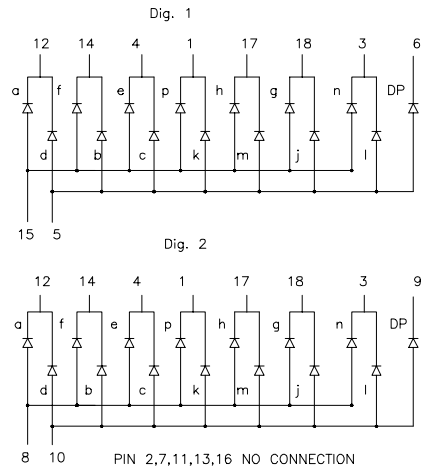 Dig. 1
12 14 4 1 17 18 3 6
a f e p h g n DP
d b c k m j l
15 5
Dig. 2
12 14 4 1 17 18 3 9
a f e p h g n DP
d b c k m j l
8 10 PIN 2,7,11,13,16 NO CONNECTION